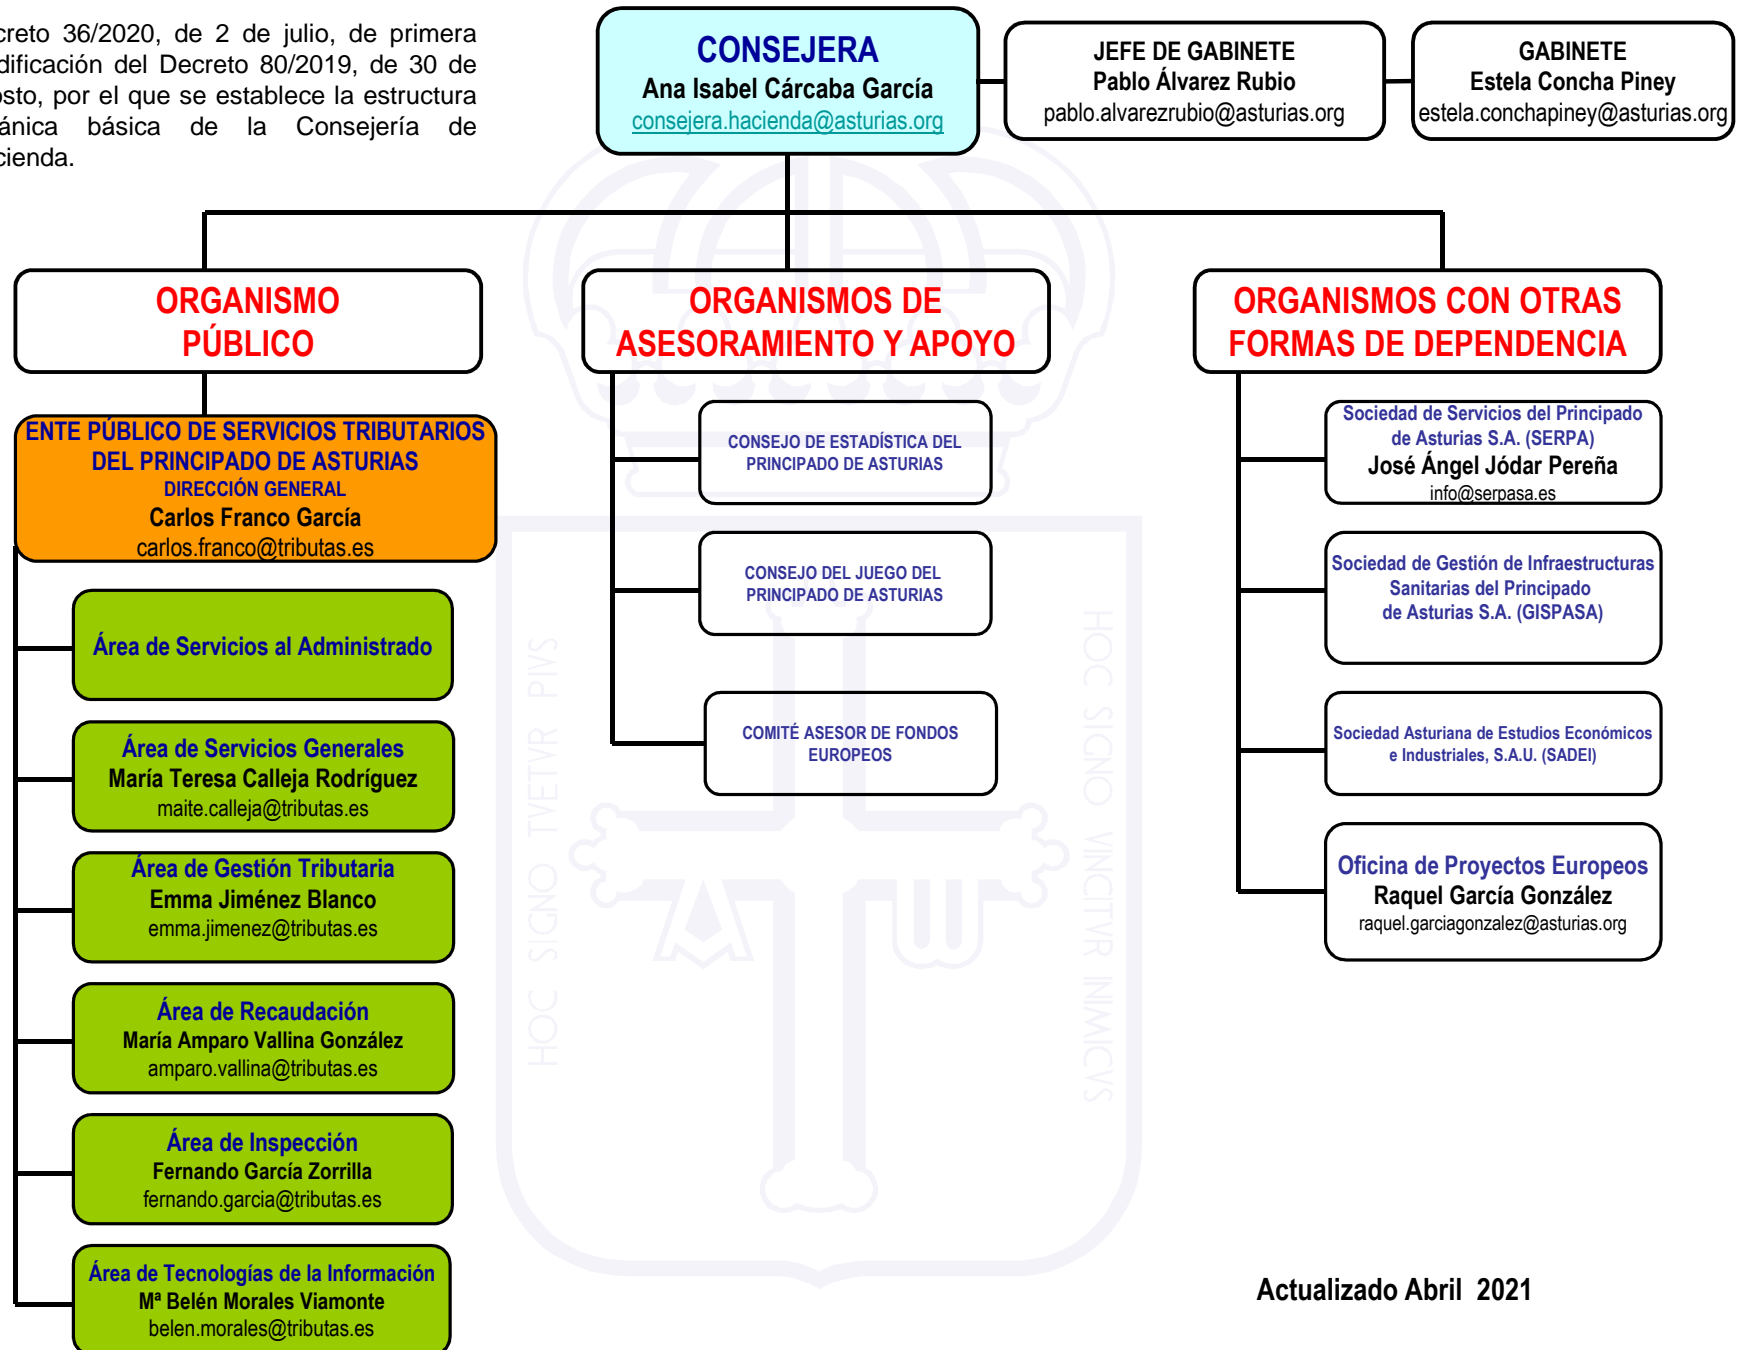 creto 36/2020, de 2 de julio, de primera
dificación del Decreto 80/2019, de 30 de
osto, por el que se establece la estructura
ánica básica de la Consejería de
cienda.
CONSEJERA
Ana Isabel Cárcaba García
consejera.hacienda@asturias.org
JEFE DE GABINETE
Pablo Álvarez Rubio
pablo.alvarezrubio@asturias.org
GABINETE
Estela Concha Piney
estela.conchapiney@asturias.org
ORGANISMO
PÚBLICO
ENTE PÚBLICO DE SERVICIOS TRIBUTARIOS
DEL PRINCIPADO DE ASTURIAS
DIRECCIÓN GENERAL
Carlos Franco García
carlos.franco@tributas.es
Área de Servicios al Administrado
Área de Servicios Generales
María Teresa Calleja Rodríguez
maite.calleja@tributas.es
Área de Gestión Tributaria
Emma Jiménez Blanco
emma.jimenez@tributas.es
Área de Recaudación
María Amparo Vallina González
amparo.vallina@tributas.es
Área de Inspección
Fernando García Zorrilla
fernando.garcia@tributas.es
Área de Tecnologías de la Información
Mª Belén Morales Viamonte
belen.morales@tributas.es
ORGANISMOS DE
ASESORAMIENTO Y APOYO
CONSEJO DE ESTADÍSTICA DEL
PRINCIPADO DE ASTURIAS
CONSEJO DEL JUEGO DEL
PRINCIPADO DE ASTURIAS
COMITÉ ASESOR DE FONDOS
EUROPEOS
ORGANISMOS CON OTRAS
FORMAS DE DEPENDENCIA
Sociedad de Servicios del Principado
de Asturias S.A. (SERPA)
José Ángel Jódar Pereña
info@serpasa.es
Sociedad de Gestión de Infraestructuras
Sanitarias del Principado
de Asturias S.A. (GISPASA)
Sociedad Asturiana de Estudios Económicos
e Industriales, S.A.U. (SADEI)
Oficina de Proyectos Europeos
Raquel García González
raquel.garciagonzalez@asturias.org
HOC SIGNO TVETVR PIVS
HOC SIGNO VINCITVR INIMICVS
Actualizado Abril 2021